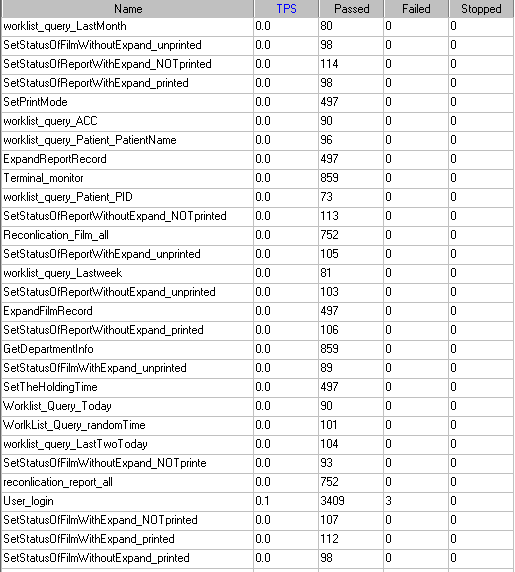 Name TPS Passed Failed Stopped
worklist_query_LastMonth 0.0 80 0 0
SetStatusOfFilmWithoutExpand_unprinted 0.0 98 0 0
SetStatusOfReportWithExpand_NOTprinted 0.0 114 0 0
SetStatusOfReportWithExpand_printed 0.0 98 0 0
SetPrintMode 0.0 497 0 0
worklist_query_ACC 0.0 90 0 0
worklist_query_Patient_PatientName 0.0 96 0 0
ExpandReportRecord 0.0 497 0 0
Terminal_monitor 0.0 859 0 0
worklist_query_Patient_PID 0.0 73 0 0
SetStatusOfReportWithoutExpand_NOTprinted 0.0 113 0 0
Reconlication_Film_all 0.0 752 0 0
SetStatusOfReportWithExpand_unprinted 0.0 105 0 0
worklist_query_Lastweek 0.0 81 0 0
SetStatusOfReportWithoutExpand_unprinted 0.0 103 0 0
ExpandFilmRecord 0.0 497 0 0
SetStatusOfReportWithoutExpand_printed 0.0 106 0 0
GetDepartmentInfo 0.0 859 0 0
SetStatusOfFilmWithExpand_unprinted 0.0 89 0 0
SetTheHoldingTime 0.0 497 0 0
Worklist_Query_Today 0.0 90 0 0
WorlkList_Query_randomTime 0.0 101 0 0
worklist_query_LastTwoToday 0.0 104 0 0
SetStatusOfFilmWithoutExpand_NOTprinte 0.0 93 0 0
reconlication_report_all 0.0 752 0 0
User_login 0.1 3409 3 0
SetStatusOfFilmWithExpand_NOTprinted 0.0 107 0 0
SetStatusOfFilmWithExpand_printed 0.0 112 0 0
SetStatusOfFilmWithoutExpand_printed 0.0 98 0 0